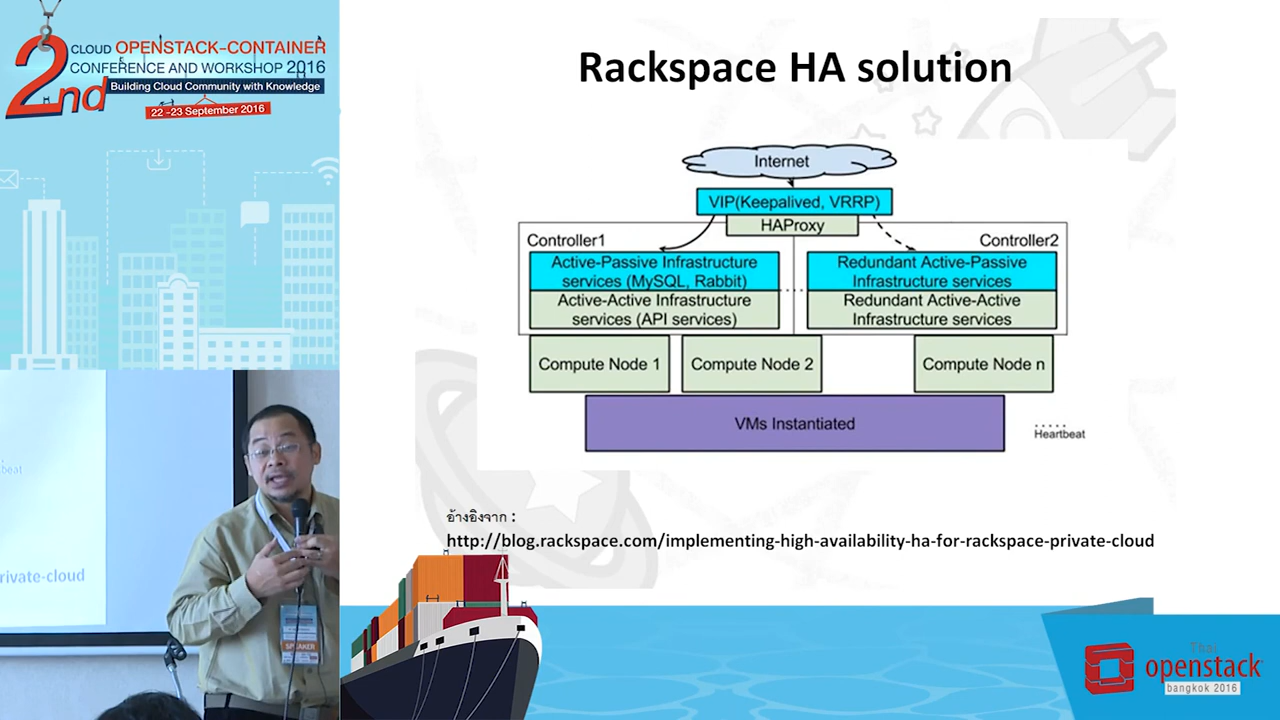 2nd
CLOUD OPENSTACK-CONTAINER
CONFERENCE AND WORKSHOP 2016
Building Cloud Community with Knowledge
22 -23 September 2016
Rackspace HA solution
Internet
VIP(Keepalived, VRRP)
HAProxy
Controller1
Controller2
Active-Passive Infrastructure
services (MySQL, Rabbit)
Active-Active Infrastructure
services (API services)
Redundant Active-Passive
Infrastructure services
Redundant Active-Active
Infrastructure services
Compute Node 1
Compute Node 2
Compute Node n
VMs Instantiated
Heartbeat
อ้างอิงจาก :
http://blog.rackspace.com/implementing-high-availability-ha-for-rackspace-private-cloud
beat
rivate-cloud
SPEAKER
Thai
openstack
bangkok 2016